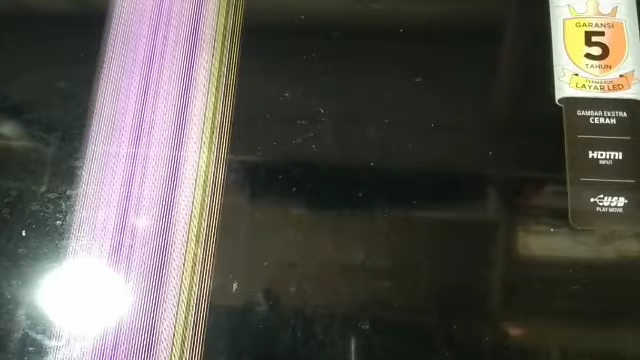 GARANSI
5
TAHUN
TERMASUK
LAYAR LED
GAMBAR EKSTRA
CERAH
HDMI
INPUT
USB
PLAY MOVIE